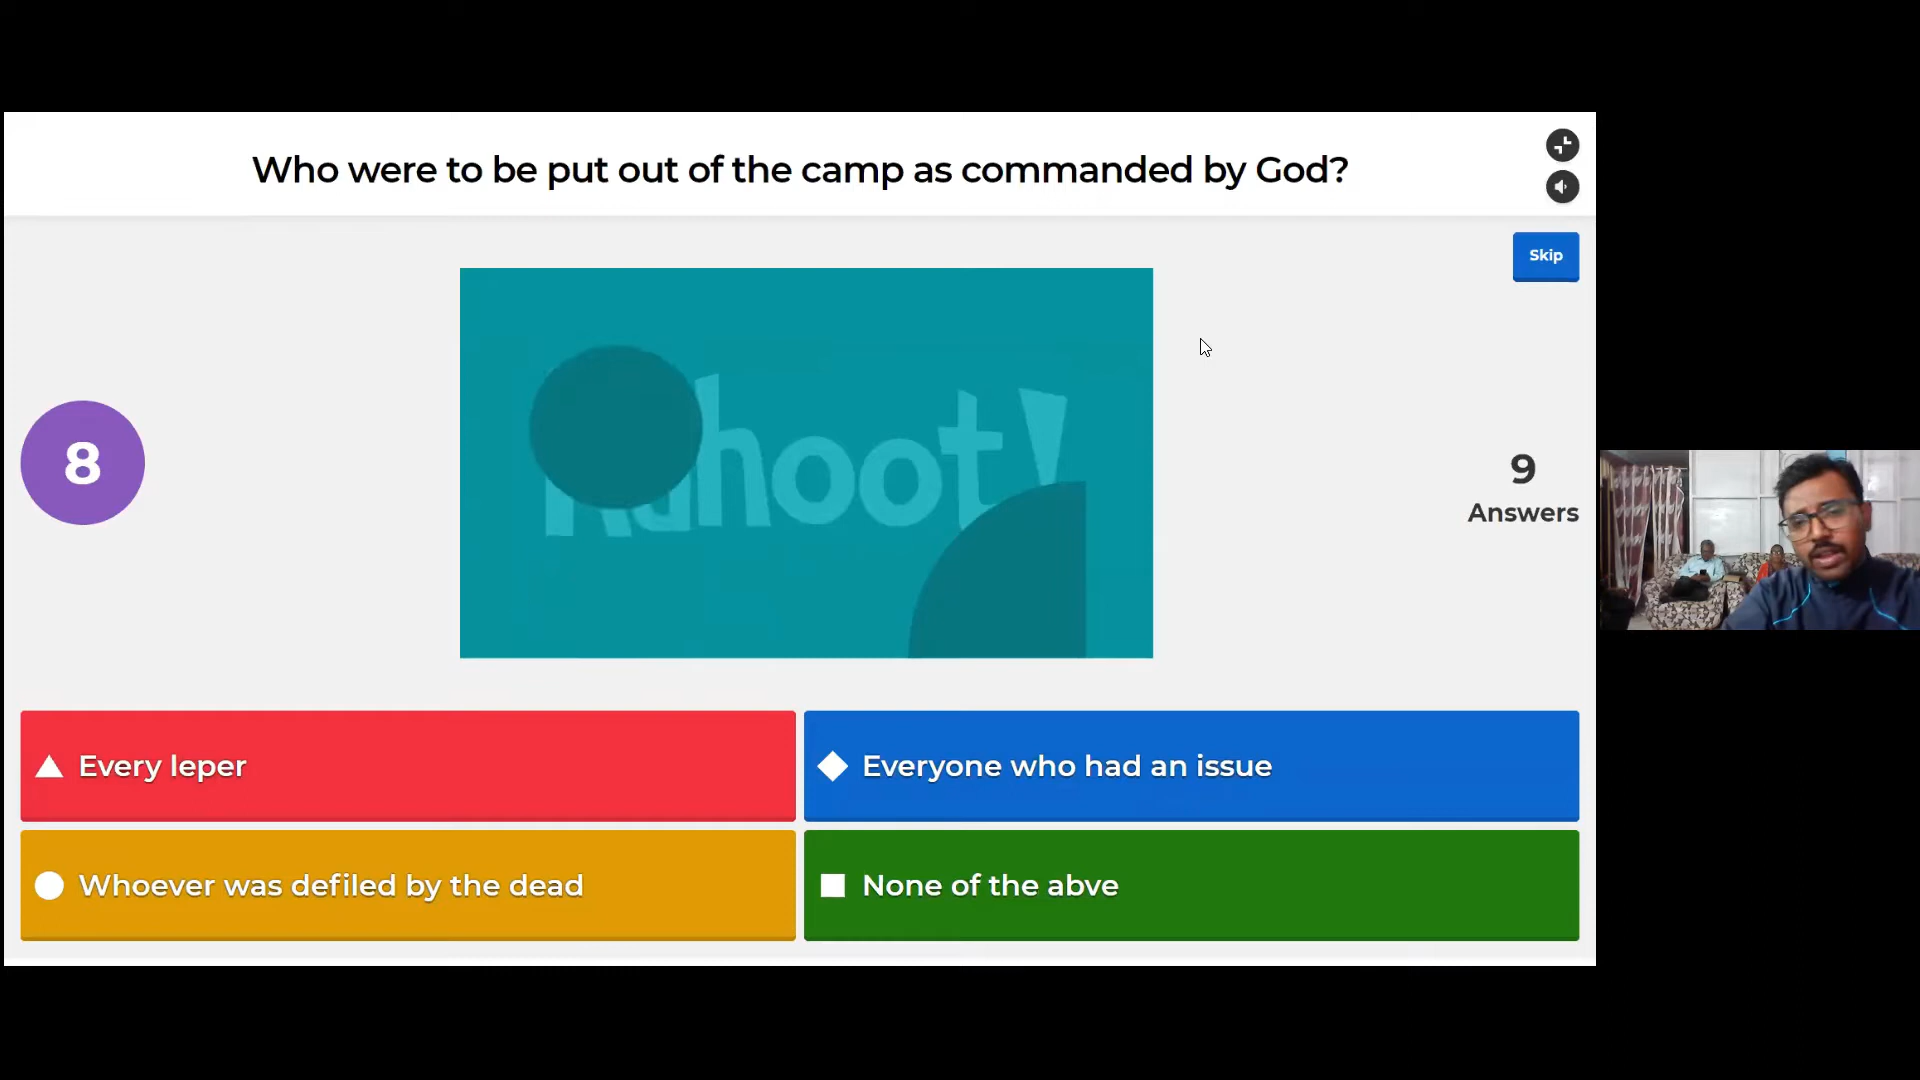 Who were to be put out of the camp as commanded by God?
Skip
8
Kahoot!
9
Answers
Every leper
Everyone who had an issue
Whoever was defiled by the dead
None of the abve